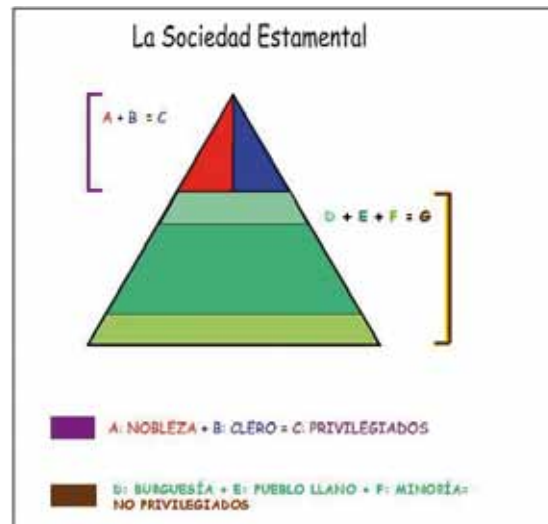 La Sociedad Estamental
A + B = C
D + E + F = G
A: NOBLEZA + B: CLERO = C: PRIVILEGIADOS
D: BURGUESÍA + E: PUEBLO LLANO + F: MINORÍA=
NO PRIVILEGIADOS